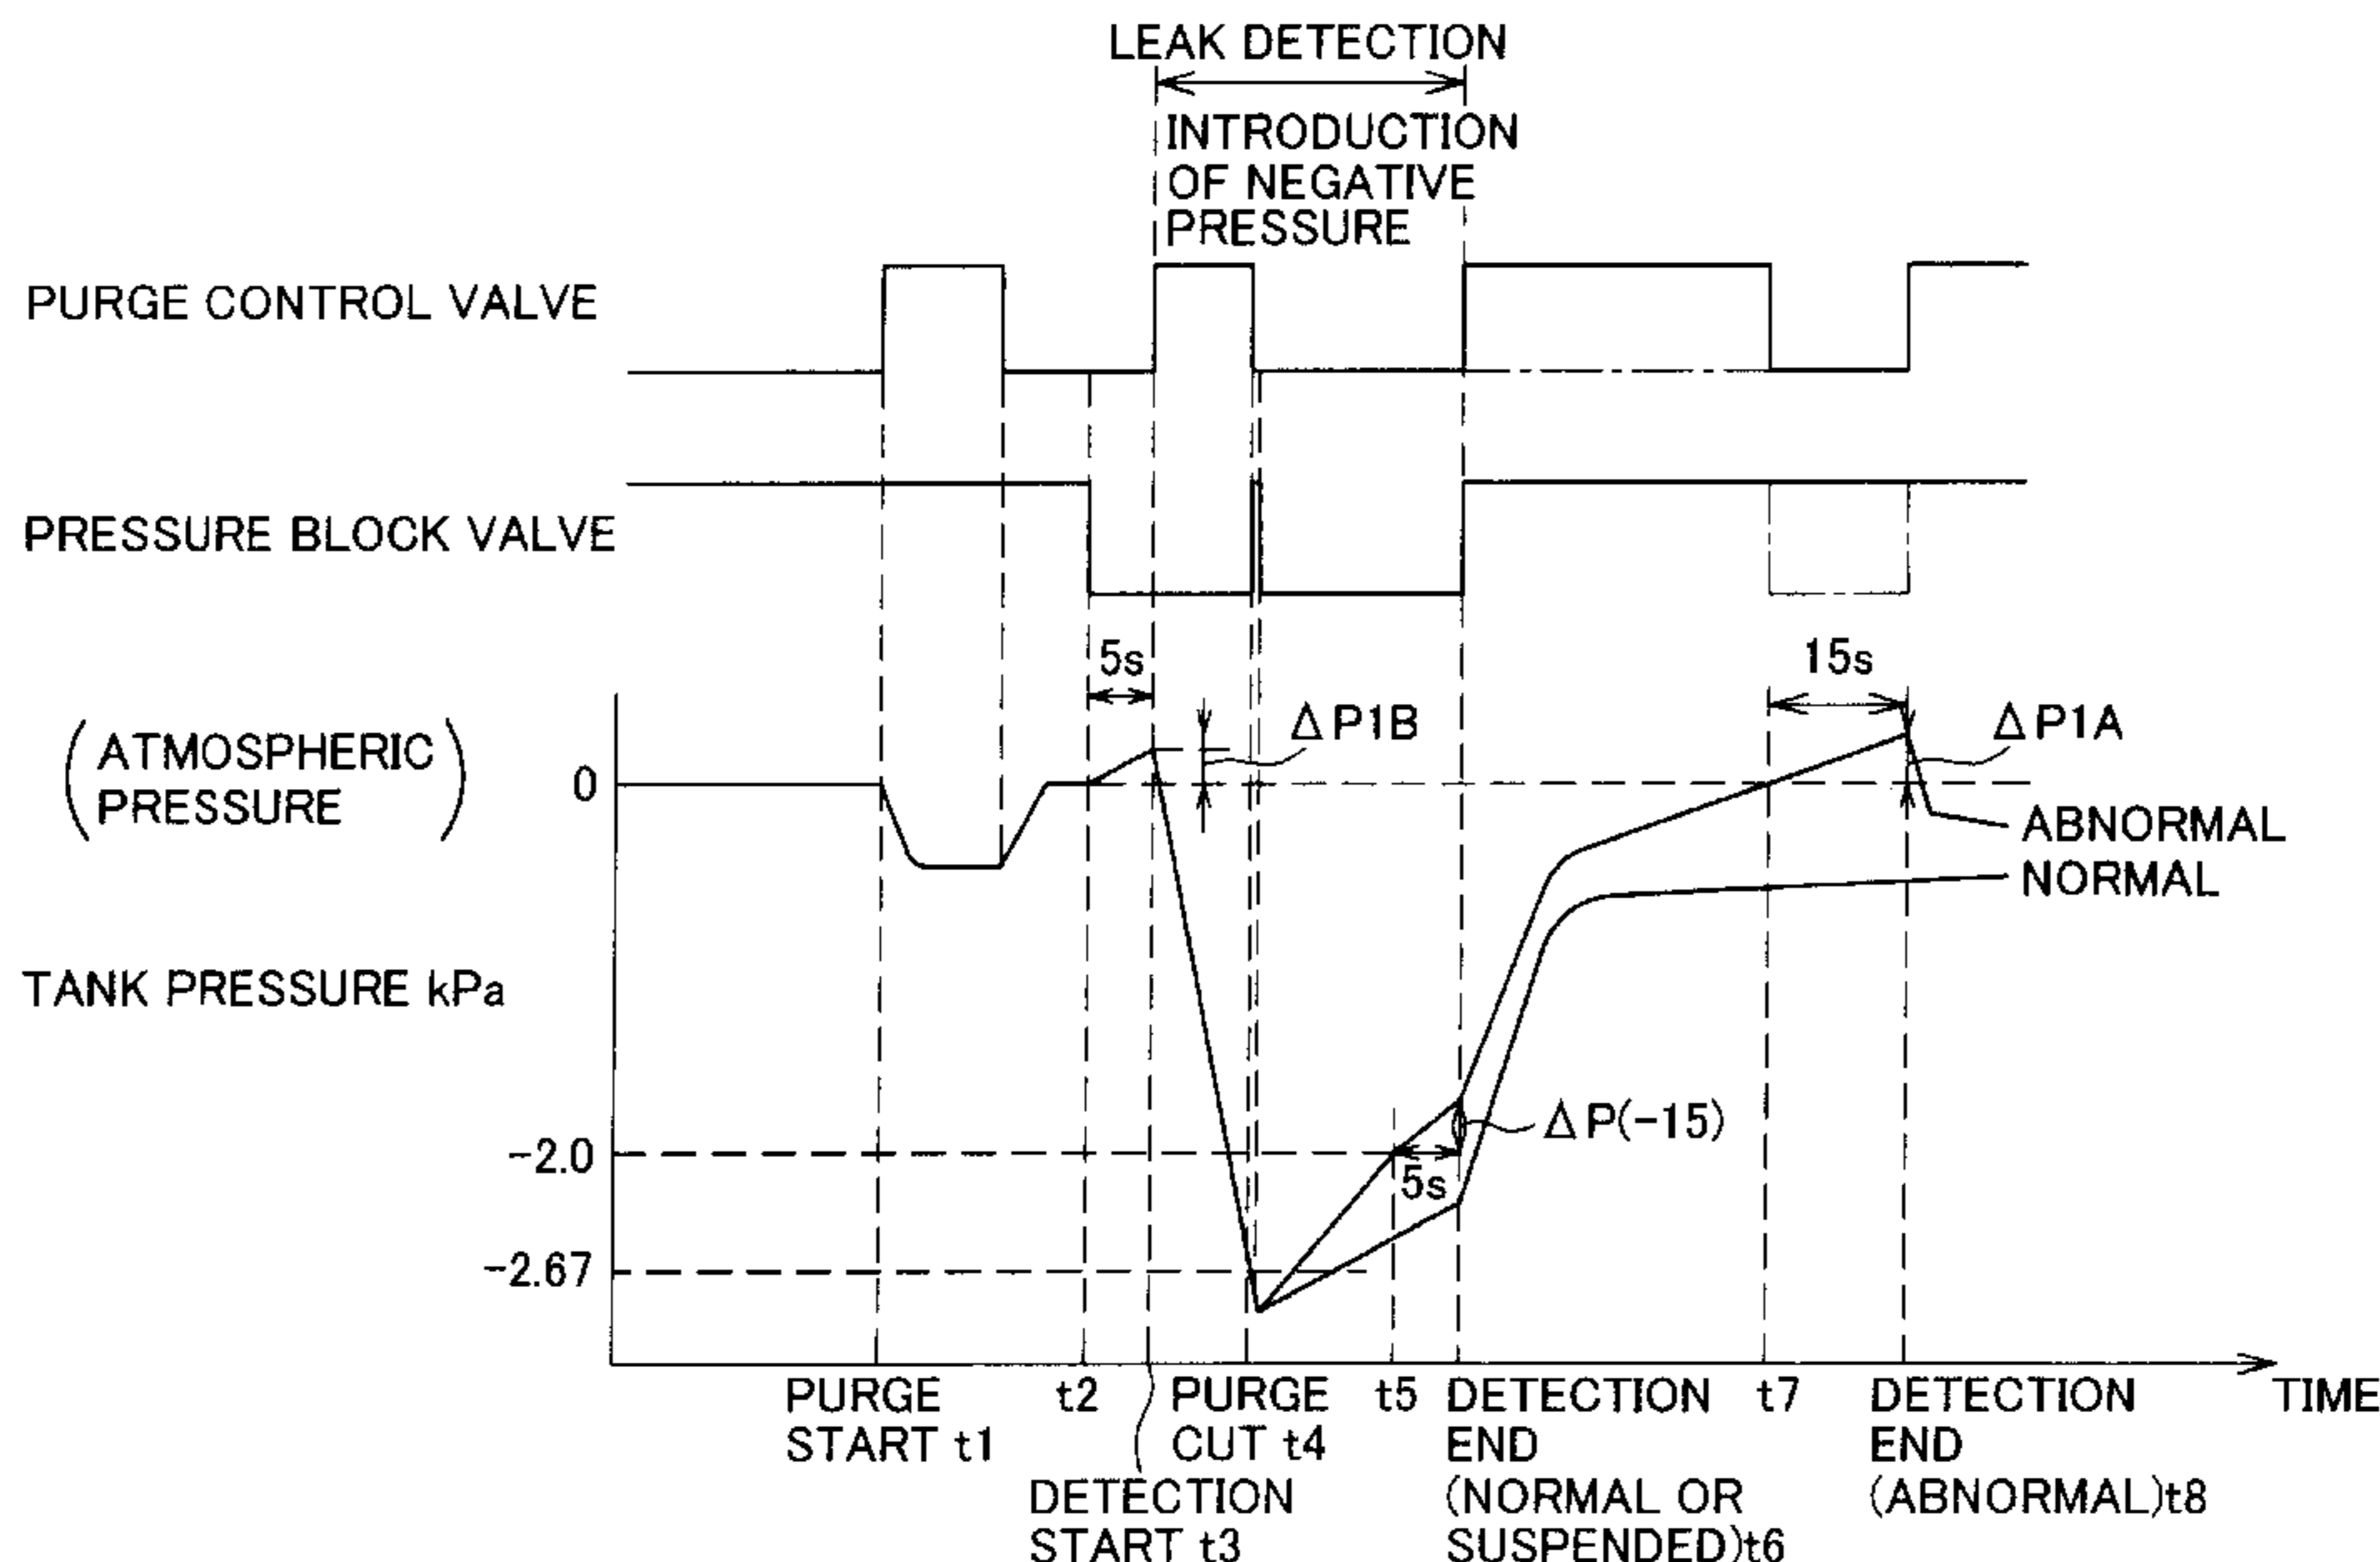 LEAK DETECTION
INTRODUCTION
OF NEGATIVE
PRESSURE
PURGE CONTROL VALVE
PRESSURE BLOCK VALVE
5s
15s
(ATMOSPHERIC
PRESSURE)
0
ΔP1B
ΔP1A
ABNORMAL
NORMAL
TANK PRESSURE kPa
ΔP(-15)
-2.0
5s
-2.67
PURGE
START t1
t2
DETECTION
START t3
PURGE
CUT t4
t5
DETECTION
END
(NORMAL OR
SUSPENDED)t6
t7
DETECTION
END
(ABNORMAL)t8
TIME